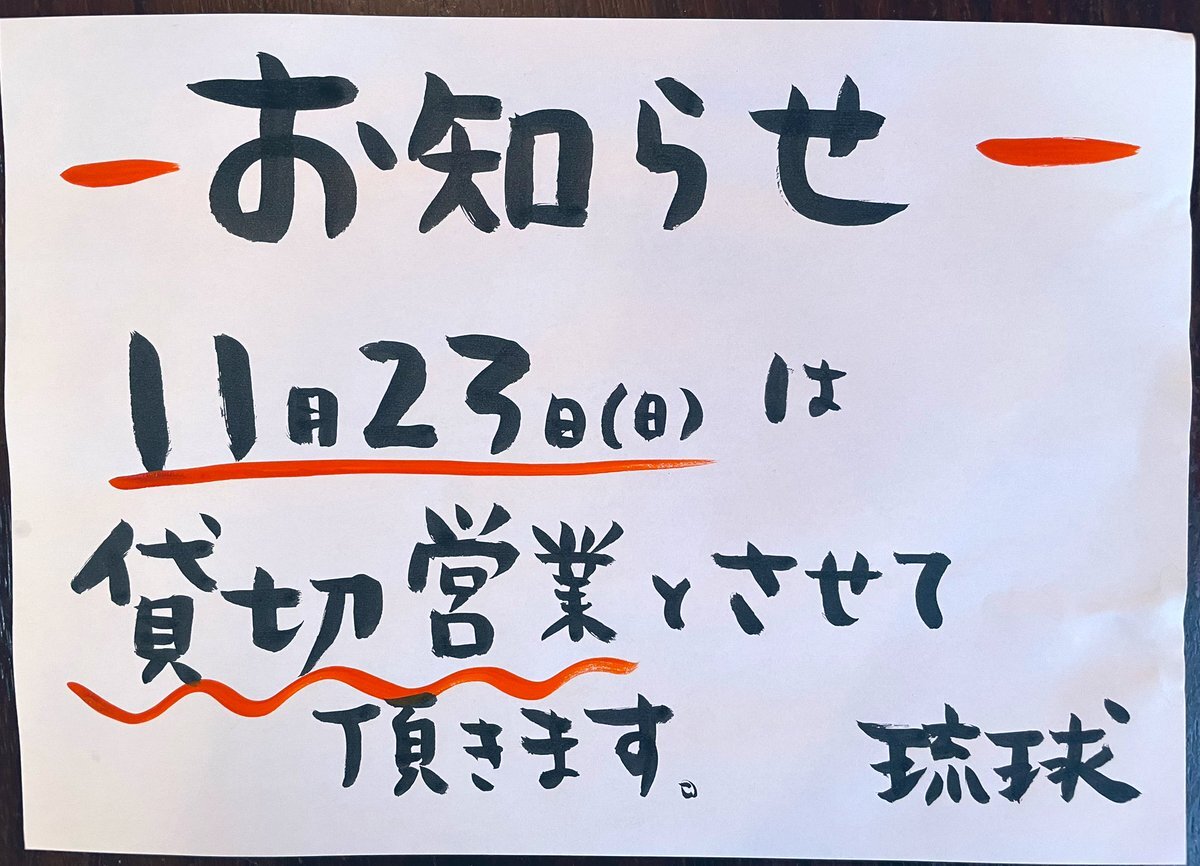 お知らせ
11月23日(日)は
貸切営業とさせて
頂きます。
琉球